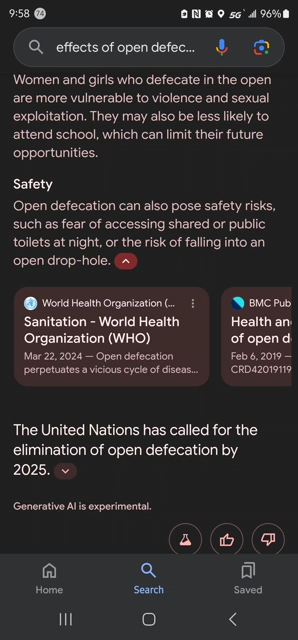 9:58 74 5G 96%
effects of open defec...
Women and girls who defecate in the open
are more vulnerable to violence and sexual
exploitation. They may also be less likely to
attend school, which can limit their future
opportunities.
Safety
Open defecation can also pose safety risks,
such as fear of accessing shared or public
toilets at night, or the risk of falling into an
open drop-hole.
World Health Organization (...
Sanitation - World Health
Organization (WHO)
Mar 22, 2024 — Open defecation
perpetuates a vicious cycle of diseas...
BMC Pub
Health an
of open d
Feb 6, 2019 —
CRD42019119
The United Nations has called for the
elimination of open defecation by
2025.
Generative AI is experimental.
Home Search Saved